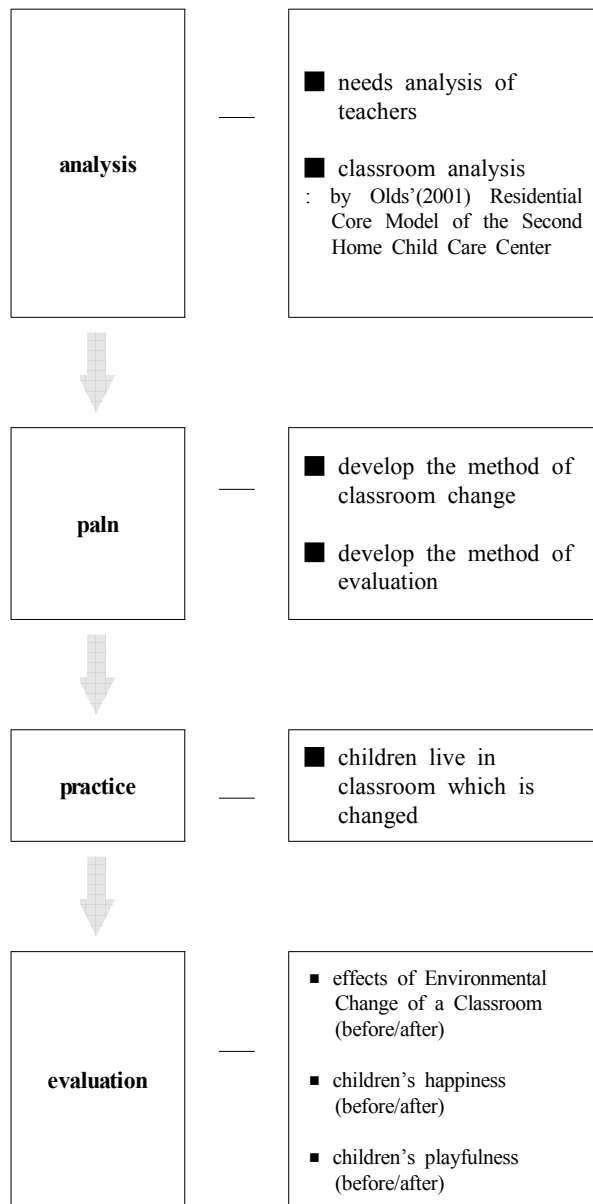 analysis
■ needs analysis of
teachers
■ classroom analysis
: by Olds’(2001) Residential
Core Model of the Second
Home Child Care Center
paln
■ develop the method of
classroom change
■ develop the method of
evaluation
practice
■ children live in
classroom which is
changed
evaluation
■ effects of Environmental
Change of a Classroom
(before/after)
■ children’s happiness
(before/after)
■ children’s playfulness
(before/after)